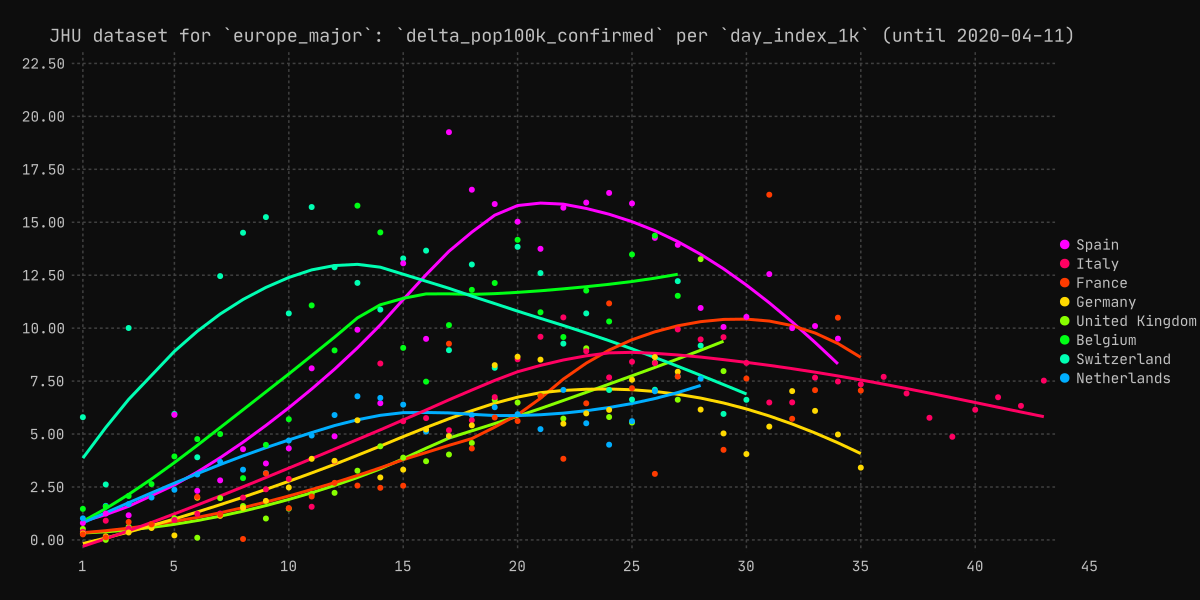 JHU dataset for `europe_major`: `delta_pop100k_confirmed` per `day_index_1k` (until 2020-04-11)
22.50
20.00
17.50
15.00
12.50
10.00
7.50
5.00
2.50
0.00
1 5 10 15 20 25 30 35 40 45
Spain
Italy
France
Germany
United Kingdom
Belgium
Switzerland
Netherlands